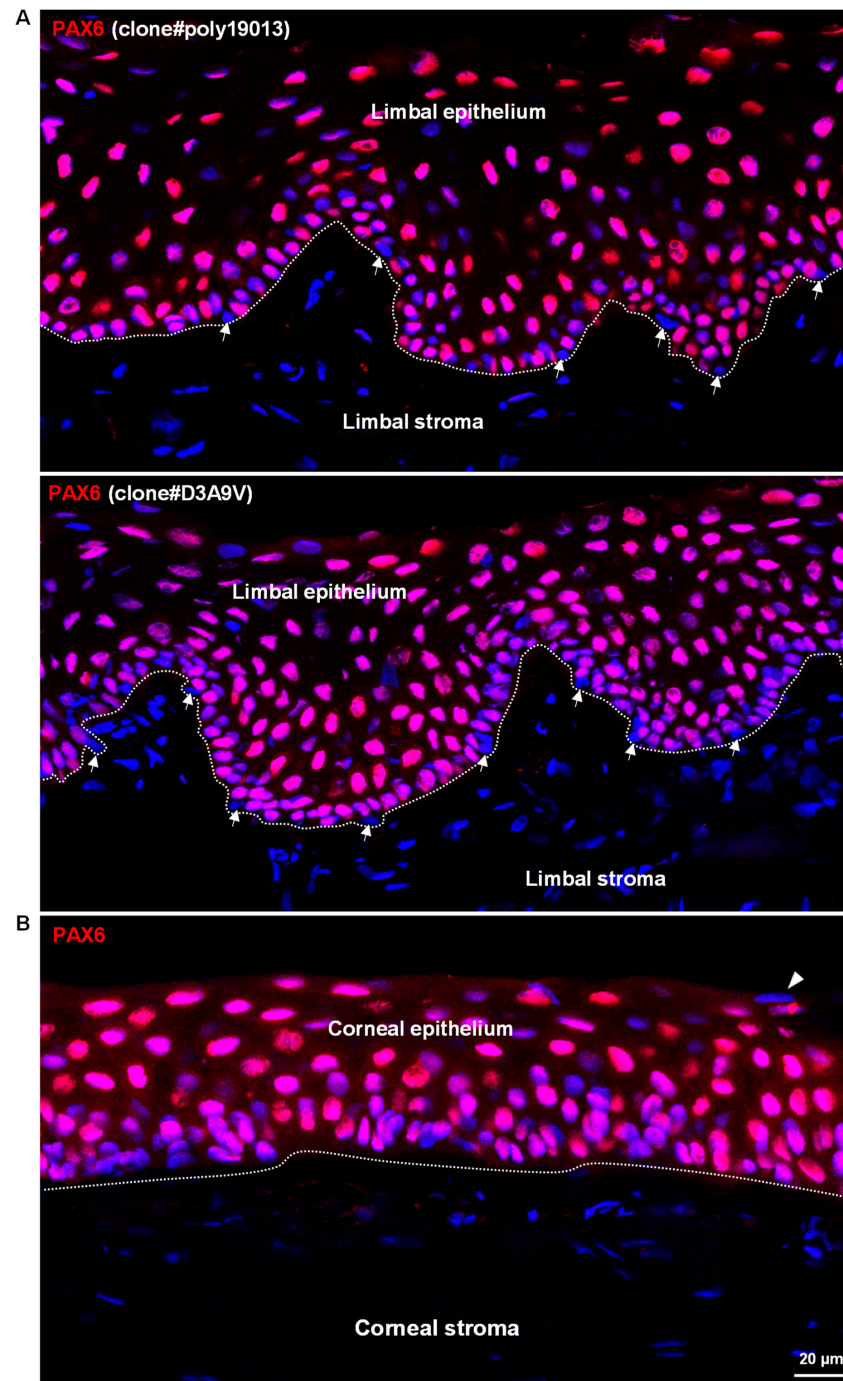 A
PAX6 (clone#poly19013)
Limbal epithelium
Limbal stroma
PAX6 (clone#D3A9V)
Limbal epithelium
Limbal stroma
B
PAX6
Corneal epithelium
Corneal stroma
20 µm